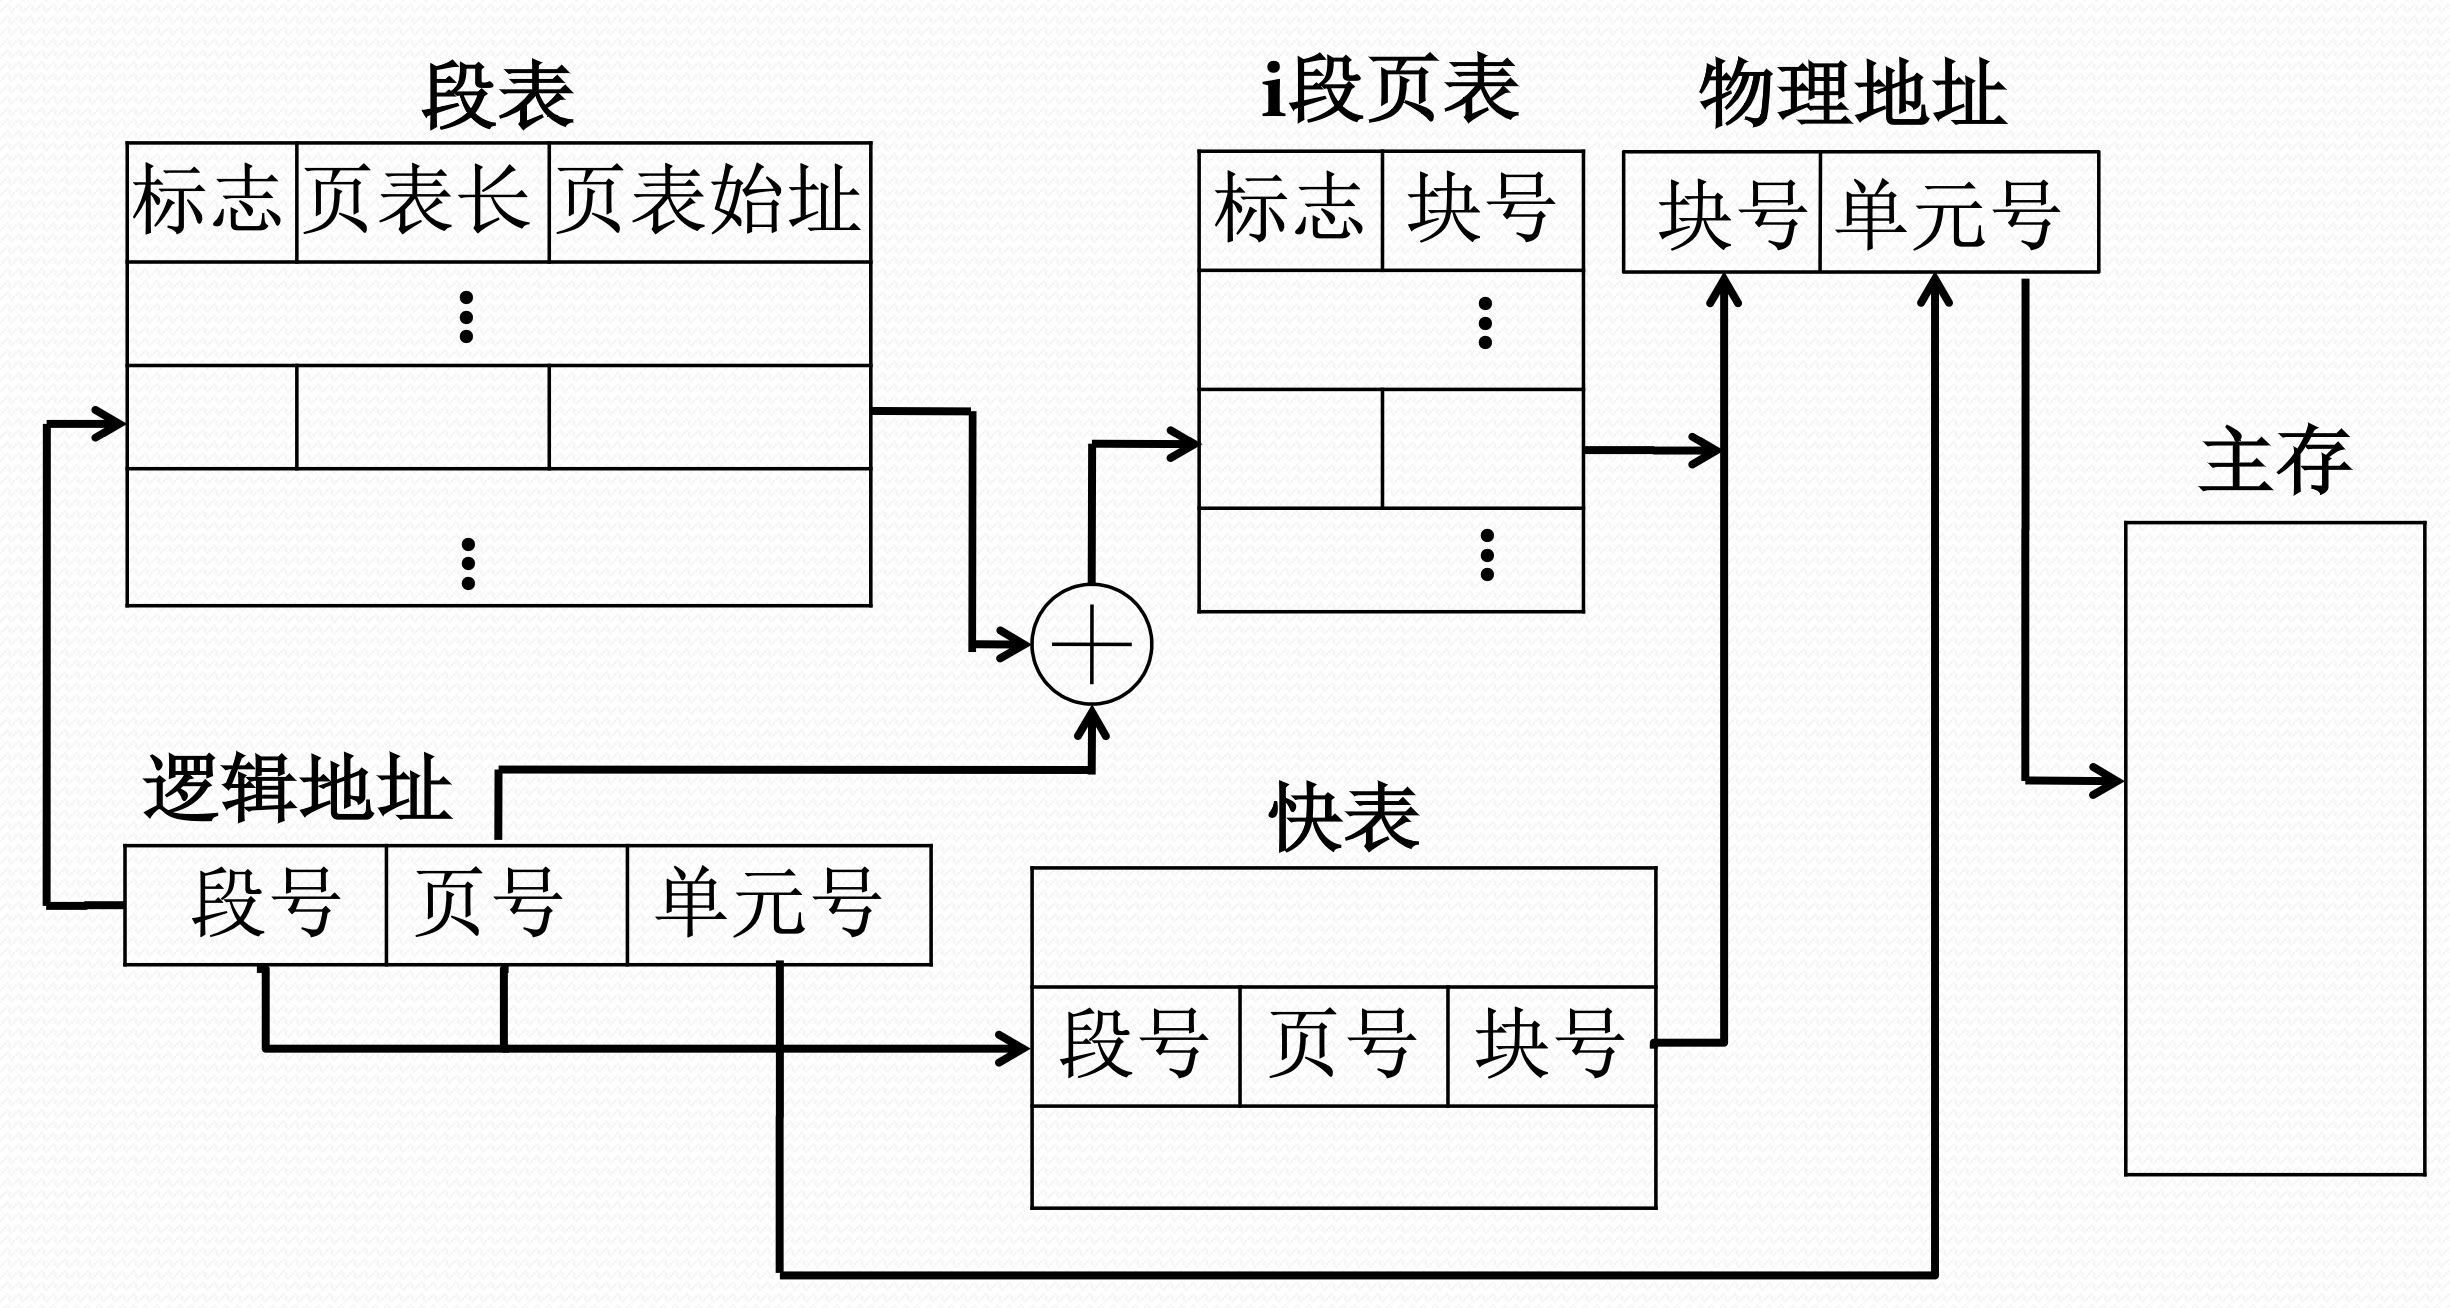 段表
标志 页表长 页表始址
i段页表
标志 块号
物理地址
块号 单元号
主存
逻辑地址
段号 页号 单元号
快表
段号 页号 块号